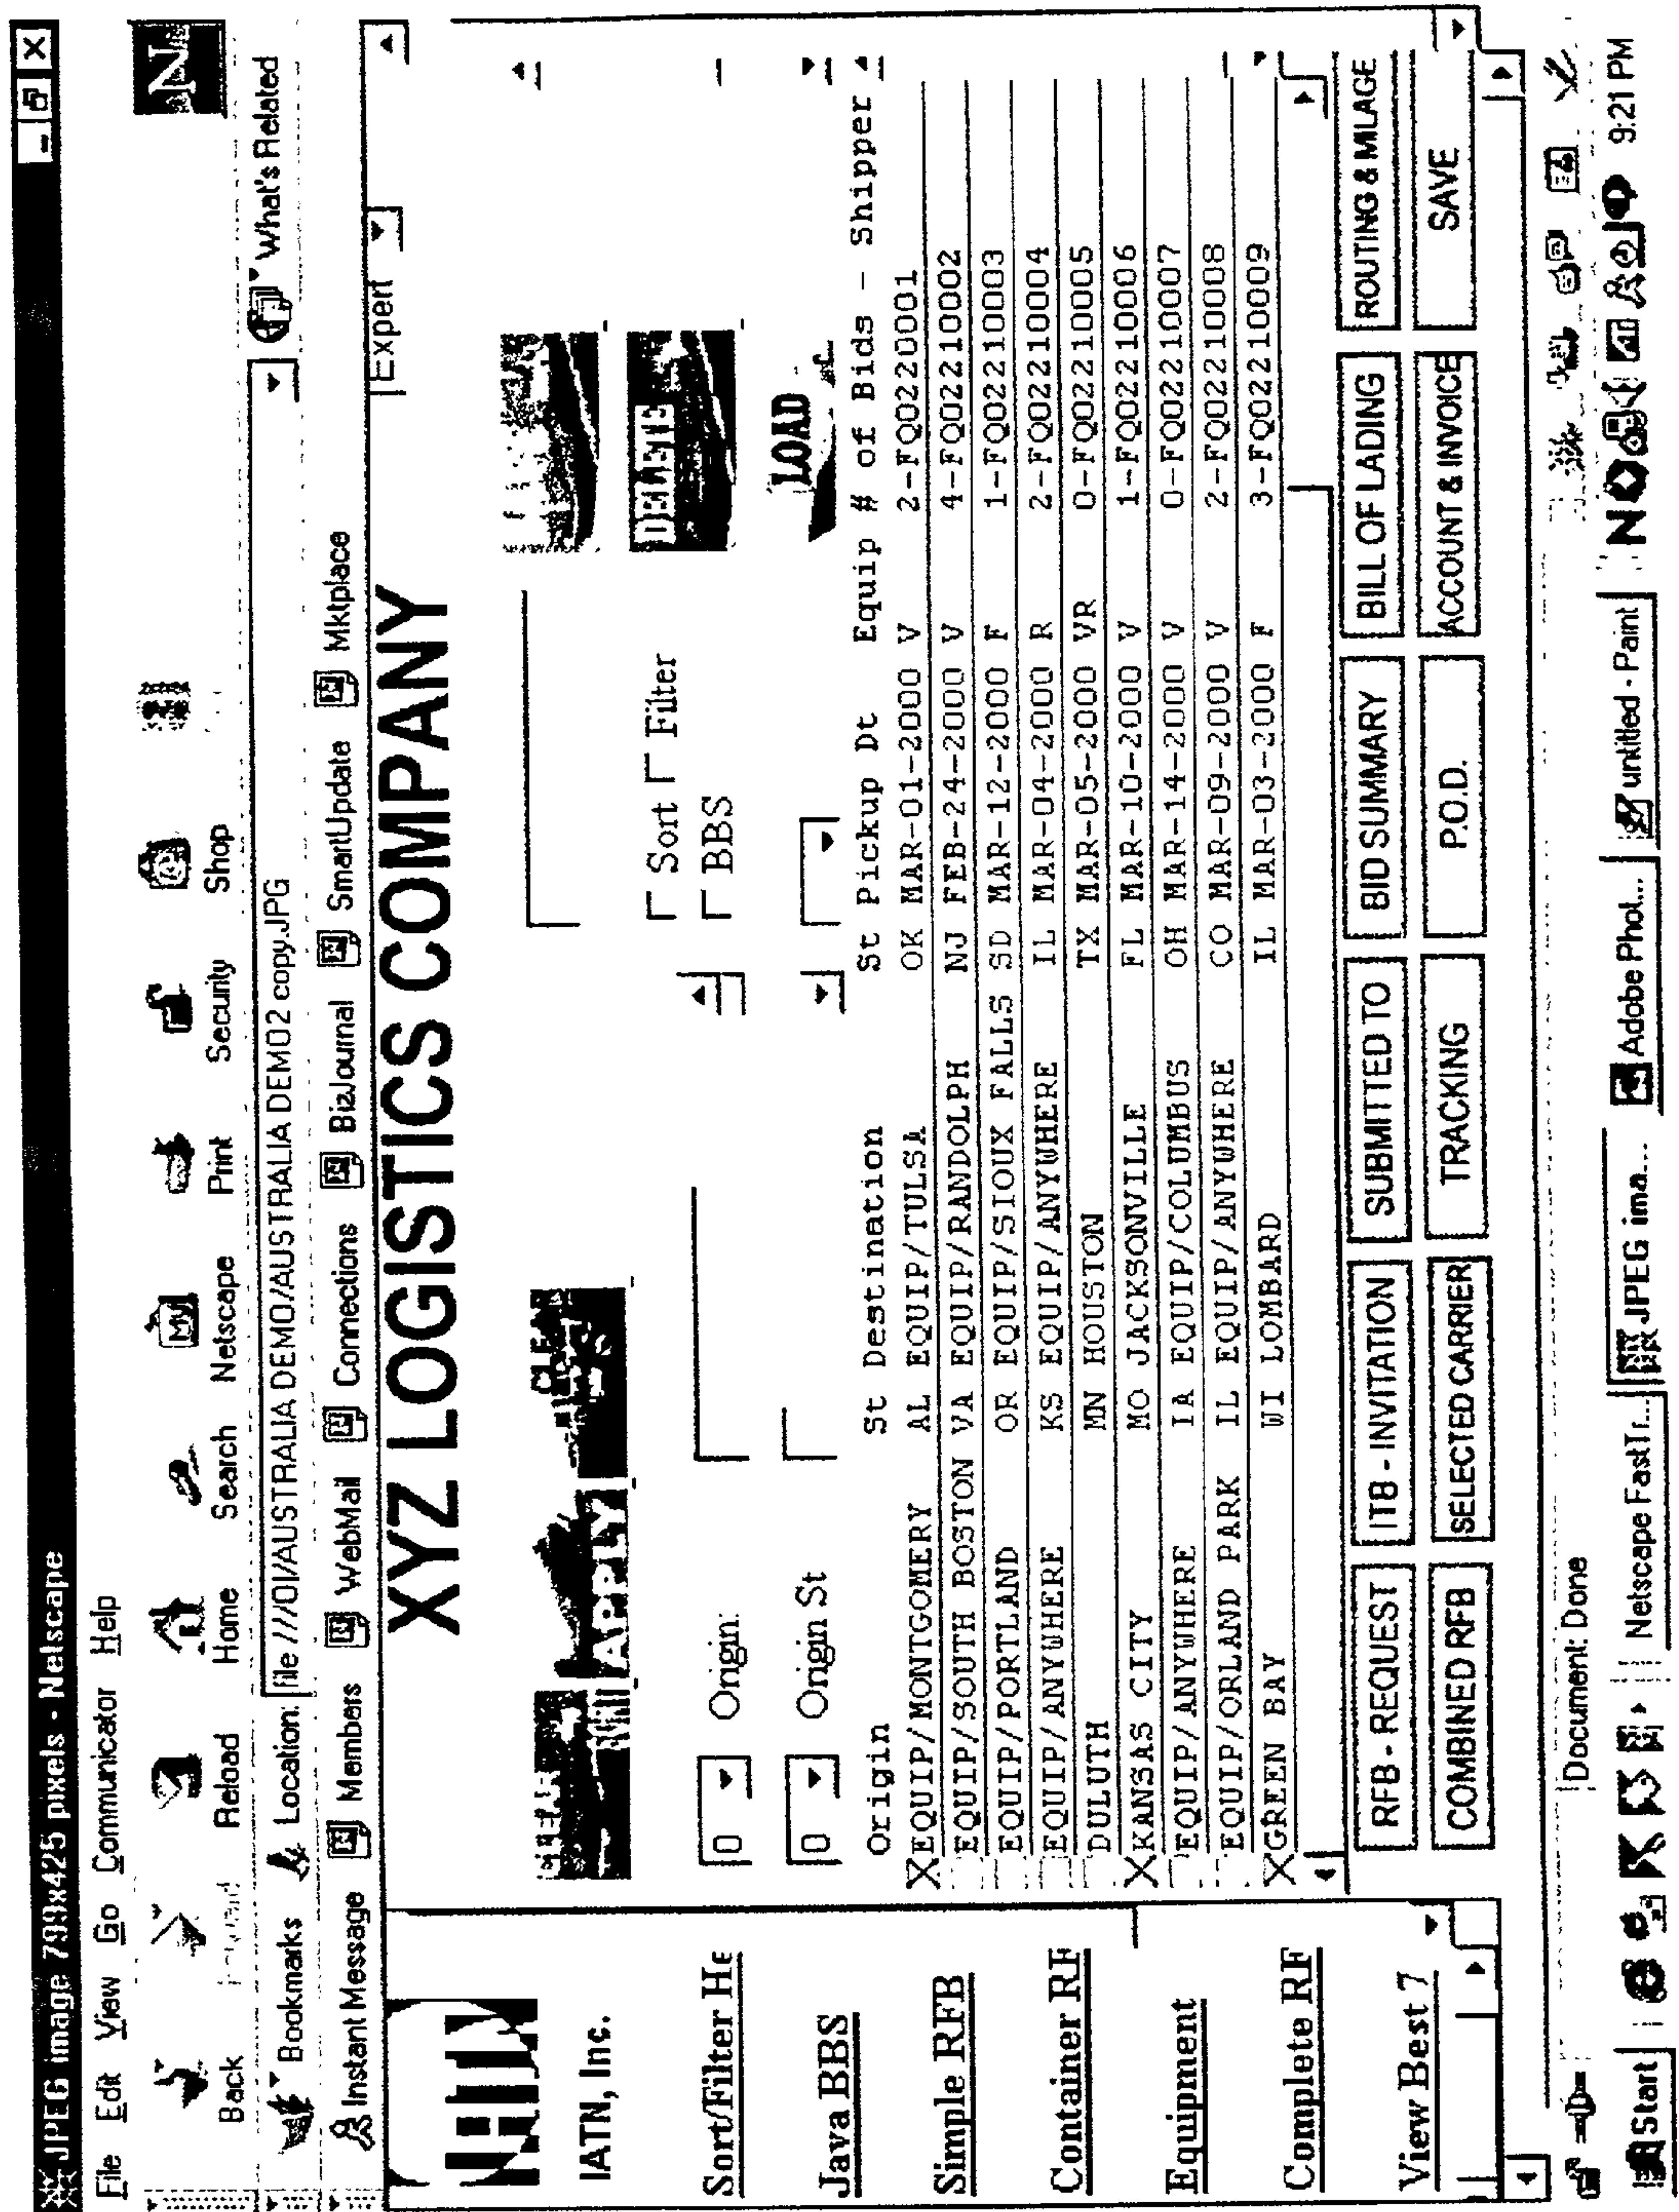 JPEG image 799x425 pixels - Netscape
File Edit View Go Communicator Help
Back Reload Home Search Netscape Print Security Shop
Bookmarks Location: file:///0I/AUSTRALIA DEMO/AUSTRALIA DEMO2 copy.JPG What's Related
Instant Message Members WebMail Connections BizJournal SmartUpdate Mktplace
XYZ LOGISTICS COMPANY
Expert
IATN, Inc.
Sort/Filter He
Java BBS
Simple RFB
Container RF
Equipment
Complete RF
View Best 7
APPLY
0 Origin
Sort Filter
BBS
0 Origin St
LOAD
Origin St Destination St Pickup Dt Equip # of Bids - Shipper
XEQUIP/MONTGOMERY AL EQUIP/TULSA OK MAR-01-2000 V 2-FQ0220001
EQUIP/SOUTH BOSTON VA EQUIP/RANDOLPH NJ FEB-24-2000 V 4-FQ02210002
EQUIP/PORTLAND OR EQUIP/SIOUX FALLS SD MAR-12-2000 F 1-FQ02210003
EQUIP/ANYWHERE KS EQUIP/ANYWHERE IL MAR-04-2000 R 2-FQ02210004
DULUTH MN HOUSTON TX MAR-05-2000 VR 0-FQ02210005
XKANSAS CITY MO JACKSONVILLE FL MAR-10-2000 V 1-FQ02210006
EQUIP/ANYWHERE IA EQUIP/COLUMBUS OH MAR-14-2000 V 0-FQ02210007
EQUIP/ORLAND PARK IL EQUIP/ANYWHERE CO MAR-09-2000 V 2-FQ02210008
XGREEN BAY WI LOMBARD IL MAR-03-2000 F 3-FQ02210009
RFB - REQUEST ITB - INVITATION SUBMITTED TO BID SUMMARY BILL OF LADING ROUTING & MILAGE
COMBINED RFB SELECTED CARRIER TRACKING P.O.D. ACCOUNT & INVOICE SAVE
Document: Done
Start Netscape FastT... JPEG ima... Adobe Phot... untitled - Paint 9:21 PM